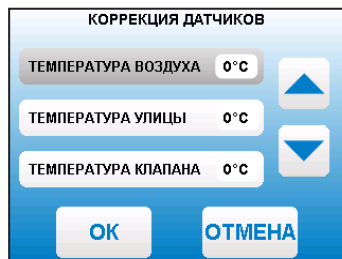 КОРРЕКЦИЯ ДАТЧИКОВ
ТЕМПЕРАТУРА ВОЗДУХА 0°C
ТЕМПЕРАТУРА УЛИЦЫ 0°C
ТЕМПЕРАТУРА КЛАПАНА 0°C
ОК ОТМЕНА